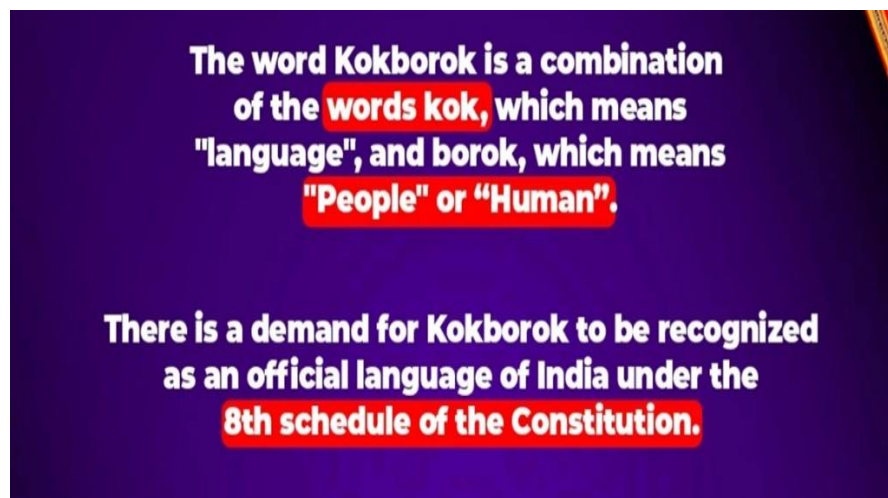 The word Kokborok is a combination
of the words kok, which means
"language", and borok, which means
"People" or “Human”.
There is a demand for Kokborok to be recognized
as an official language of India under the
8th schedule of the Constitution.